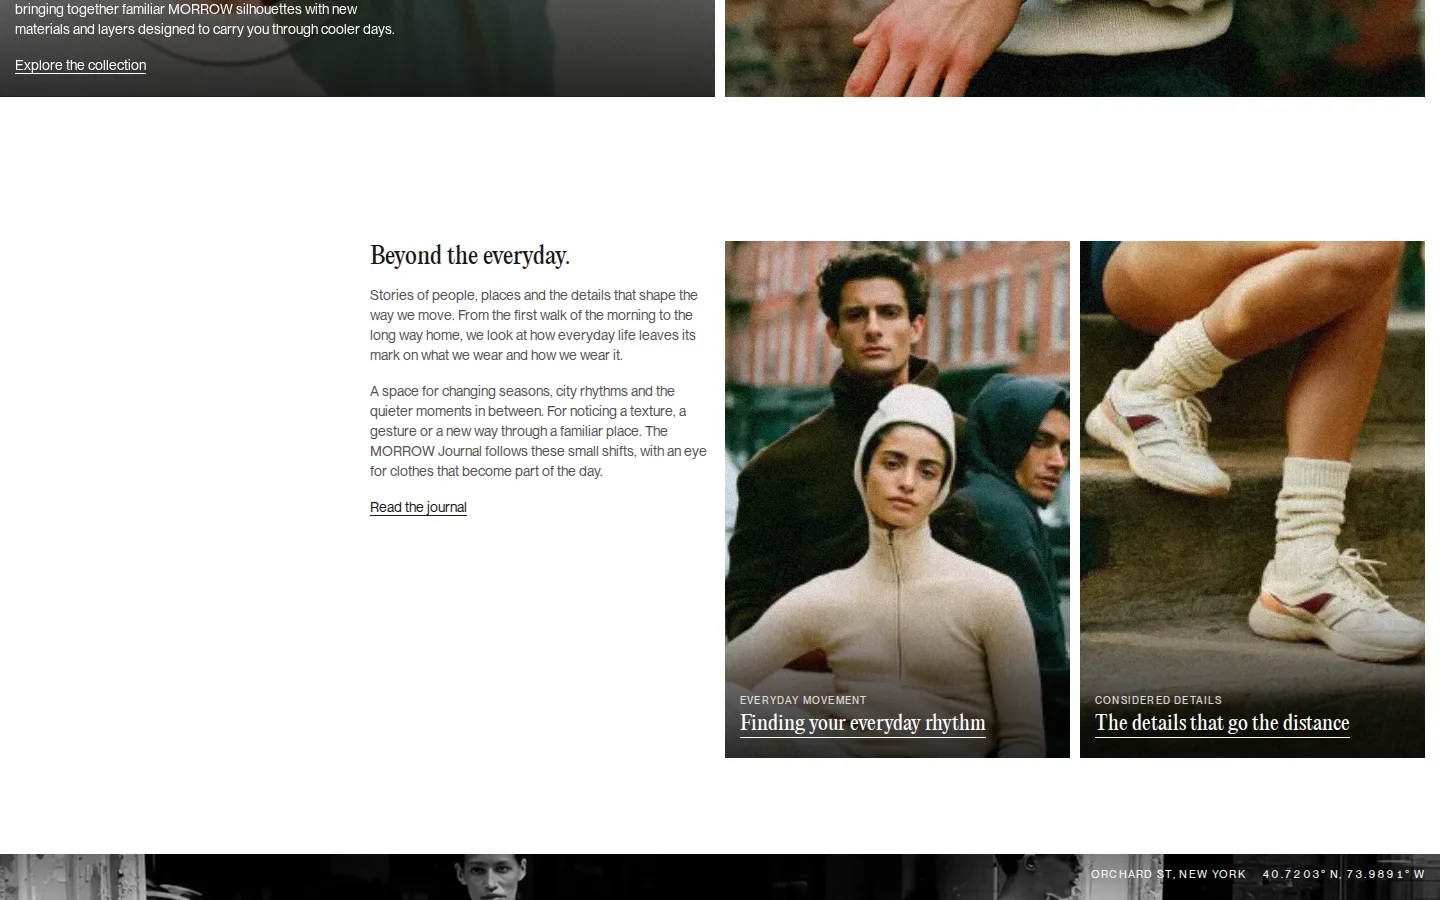 bringing together familiar MORROW silhouettes with new
materials and layers designed to carry you through cooler days.
Explore the collection
Beyond the everyday.
Stories of people, places and the details that shape the
way we move. From the first walk of the morning to the
long way home, we look at how everyday life leaves its
mark on what we wear and how we wear it.
A space for changing seasons, city rhythms and the
quieter moments in between. For noticing a texture, a
gesture or a new way through a familiar place. The
MORROW Journal follows these small shifts, with an eye
for clothes that become part of the day.
Read the journal
EVERYDAY MOVEMENT
Finding your everyday rhythm
CONSIDERED DETAILS
The details that go the distance
ORCHARD ST, NEW YORK 40.7203° N, 73.9891° W